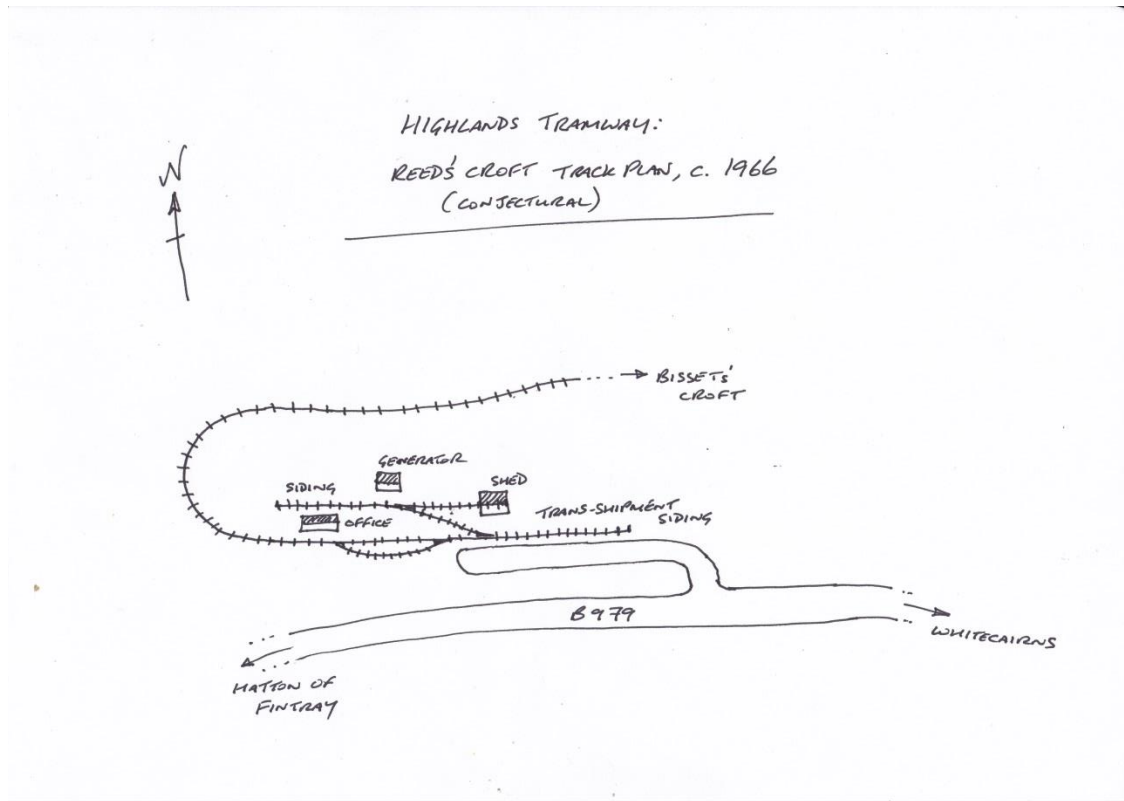 HIGHLANDS TRAMWAY:
REED'S CROFT TRACK PLAN, C. 1966
(CONJECTURAL)
N
BISSETS'
CROFT
GENERATOR
SIDING
SHED
OFFICE
TRANS-SHIPMENT
SIDING
B979
WHITECAIRNS
HATTON OF
FINTRAY